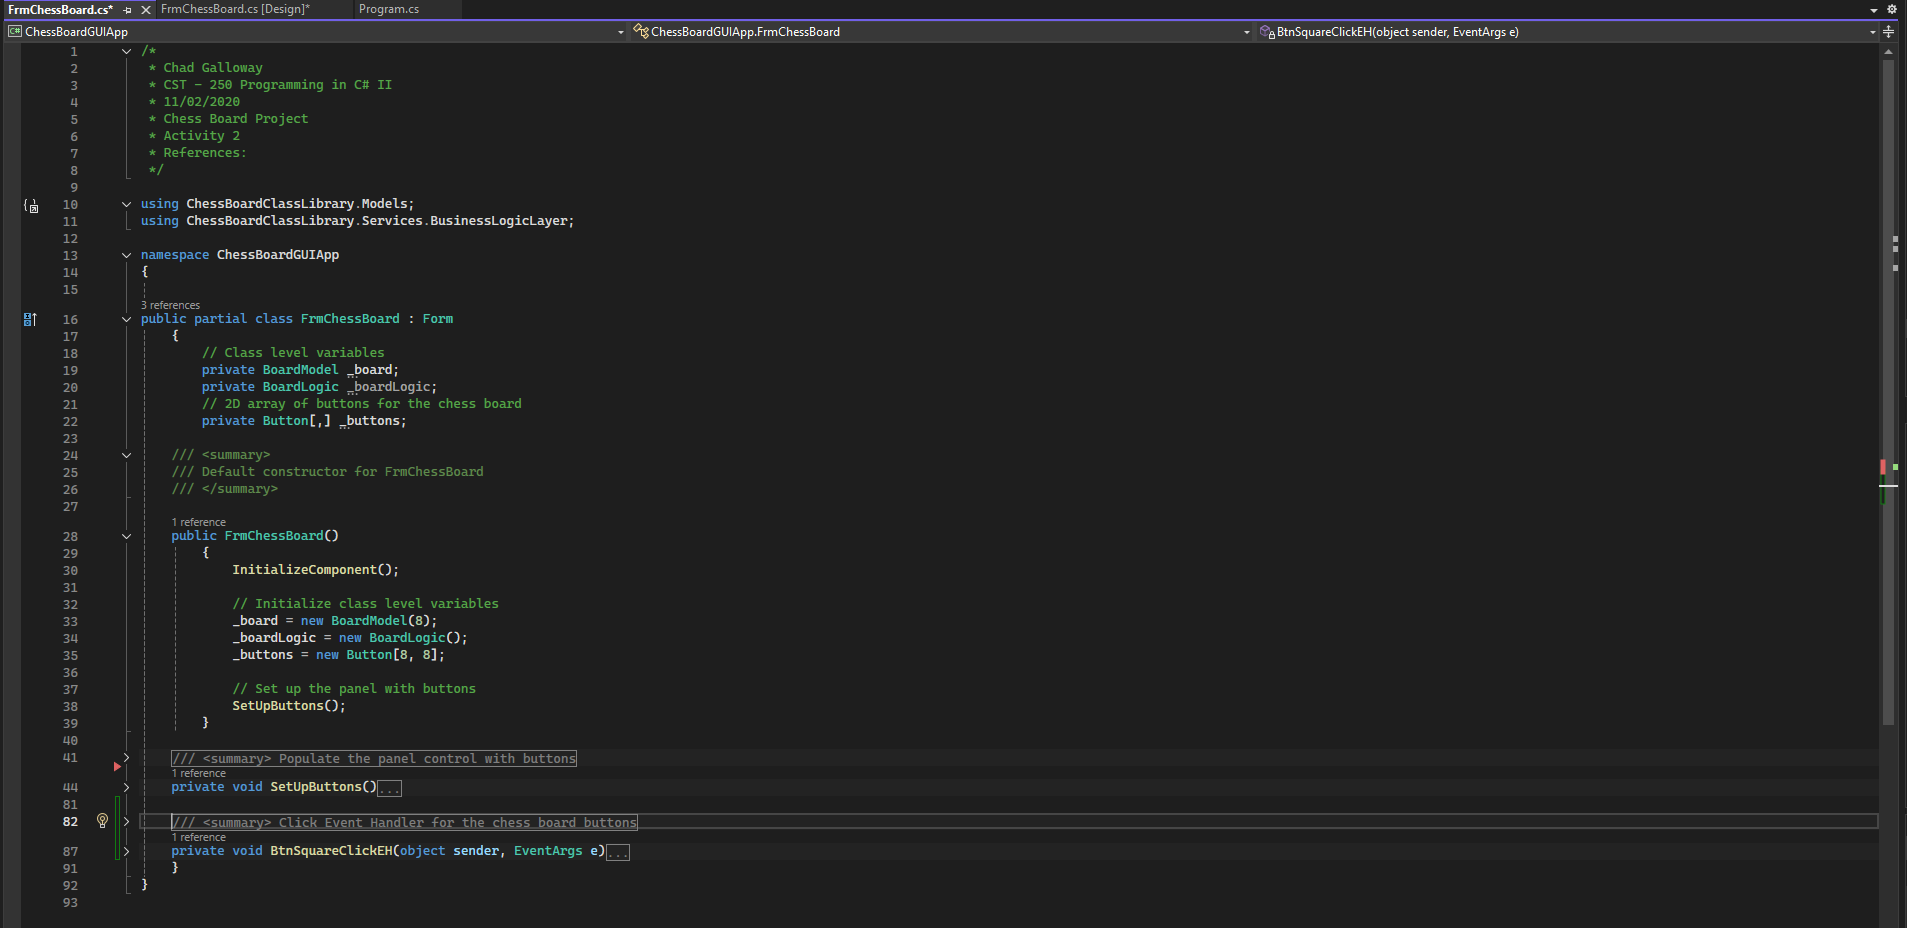 FrmChessBoard.cs* FrmChessBoard.cs [Design]* Program.cs
C# ChessBoardGUIApp ChessBoardGUIApp.FrmChessBoard BtnSquareClickEH(object sender, EventArgs e)
1 /*
2 * Chad Galloway
3 * CST - 250 Programming in C# II
4 * 11/02/2020
5 * Chess Board Project
6 * Activity 2
7 * References:
8 */
9
10 using ChessBoardClassLibrary.Models;
11 using ChessBoardClassLibrary.Services.BusinessLogicLayer;
12
13 namespace ChessBoardGUIApp
14 {
15
3 references
16 public partial class FrmChessBoard : Form
17 {
18 // Class level variables
19 private BoardModel _board;
20 private BoardLogic _boardLogic;
21 // 2D array of buttons for the chess board
22 private Button[,] _buttons;
23
24 /// <summary>
25 /// Default constructor for FrmChessBoard
26 /// </summary>
27
1 reference
28 public FrmChessBoard()
29 {
30 InitializeComponent();
31
32 // Initialize class level variables
33 _board = new BoardModel(8);
34 _boardLogic = new BoardLogic();
35 _buttons = new Button[8, 8];
36
37 // Set up the panel with buttons
38 SetUpButtons();
39 }
40
41 /// <summary> Populate the panel control with buttons
1 reference
44 private void SetUpButtons()...
81
82 /// <summary> Click Event Handler for the chess board buttons
1 reference
87 private void BtnSquareClickEH(object sender, EventArgs e)...
91 }
92 }
93